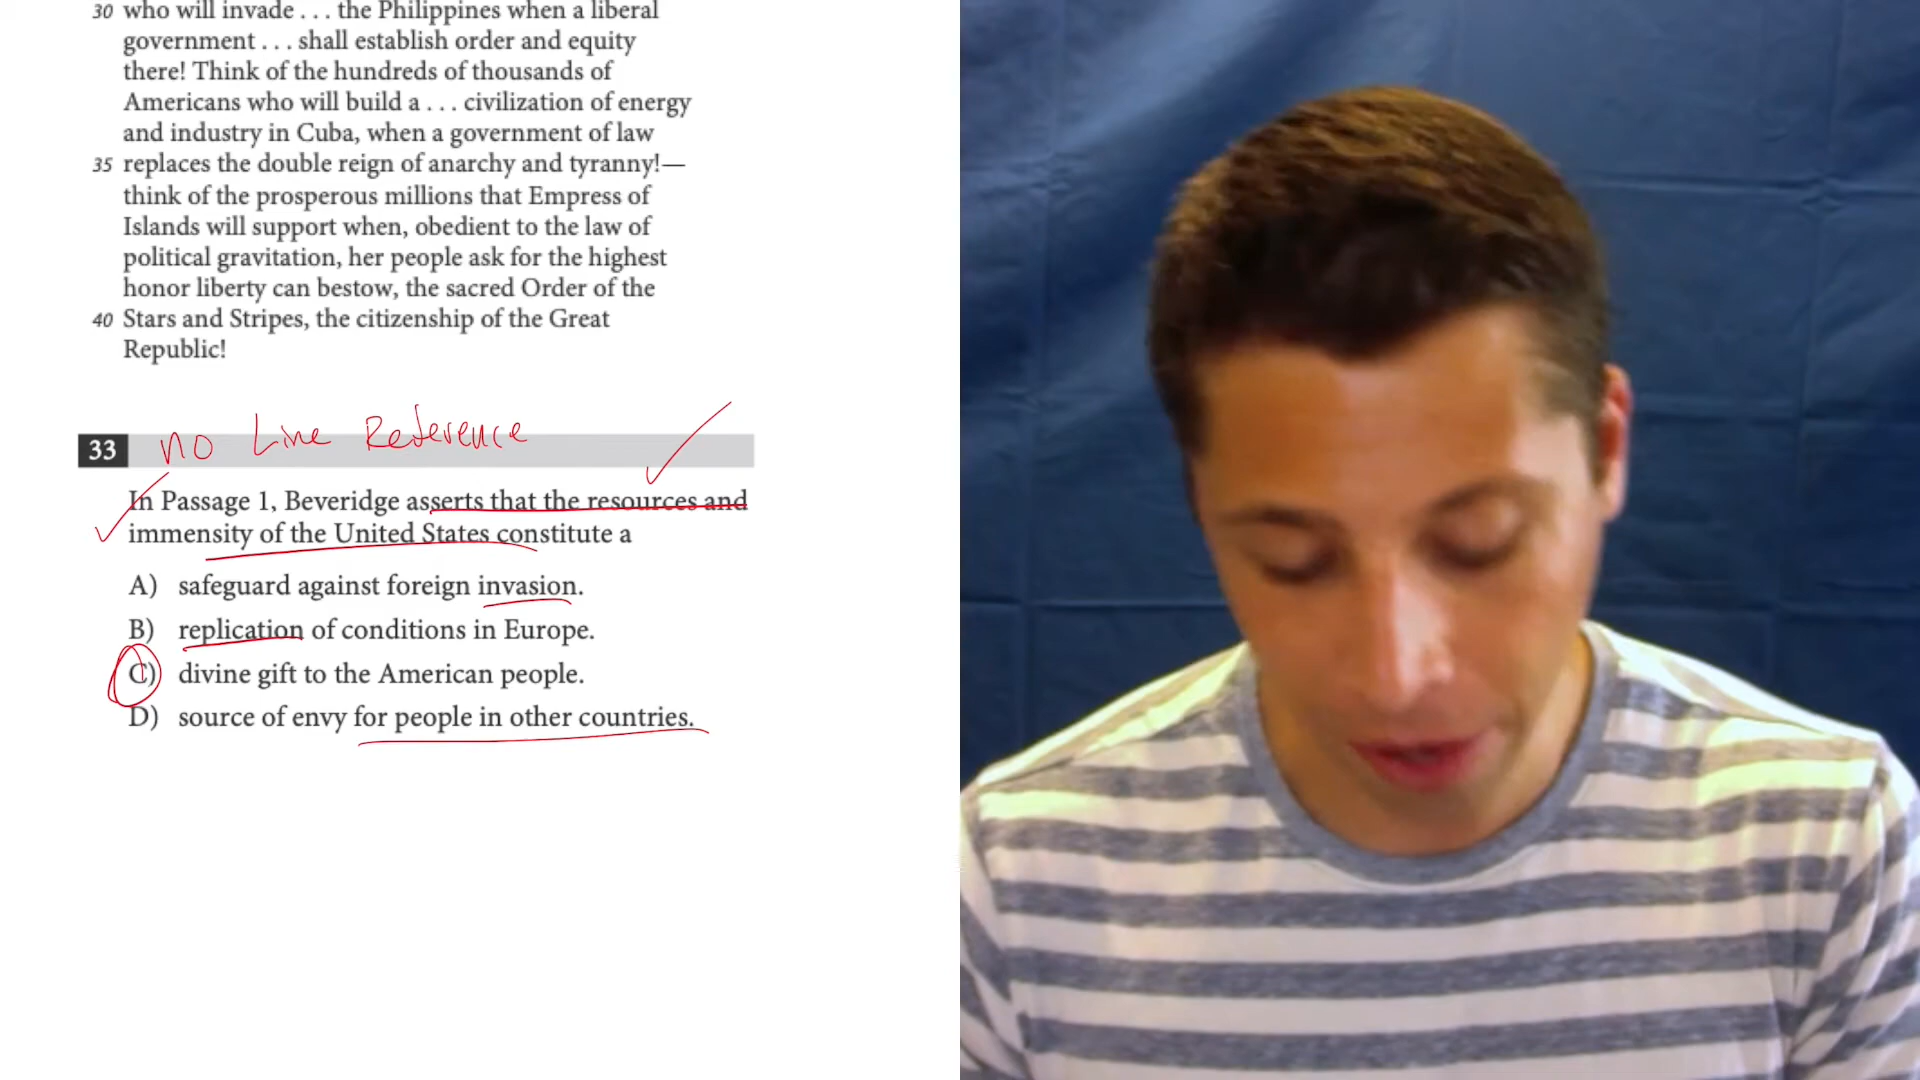 30 who will invade . . . the Philippines when a liberal
government . . . shall establish order and equity
there! Think of the hundreds of thousands of
Americans who will build a . . . civilization of energy
and industry in Cuba, when a government of law
35 replaces the double reign of anarchy and tyranny!—
think of the prosperous millions that Empress of
Islands will support when, obedient to the law of
political gravitation, her people ask for the highest
honor liberty can bestow, the sacred Order of the
40 Stars and Stripes, the citizenship of the Great
Republic!
no Line Reference
33
In Passage 1, Beveridge asserts that the resources and
immensity of the United States constitute a
A) safeguard against foreign invasion.
B) replication of conditions in Europe.
C) divine gift to the American people.
D) source of envy for people in other countries.